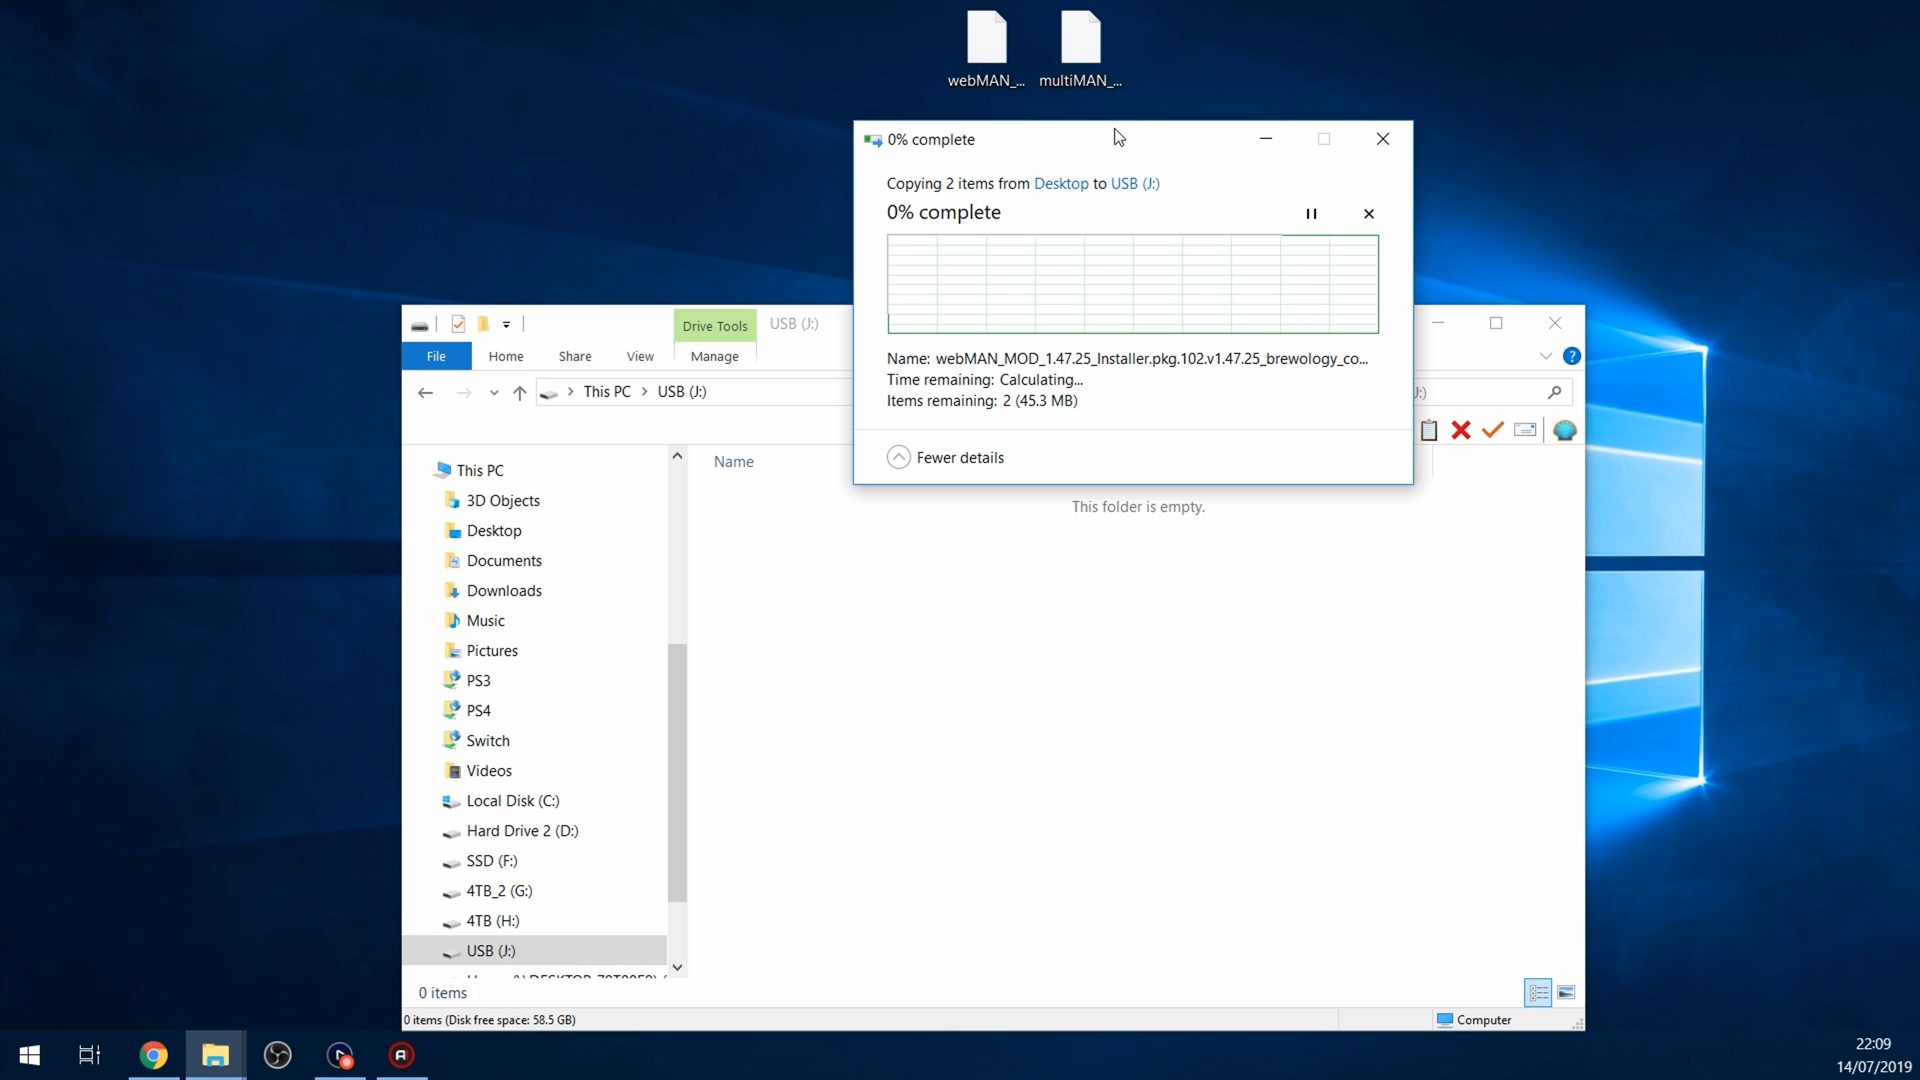 webMAN_...
multiMAN_...
0% complete
Copying 2 items from Desktop to USB (J:)
0% complete
Name: webMAN_MOD_1.47.25_Installer.pkg.102.v1.47.25_brewology_co...
Time remaining: Calculating...
Items remaining: 2 (45.3 MB)
Fewer details
Drive Tools
USB (J:)
File
Home
Share
View
Manage
This PC
USB (J:)
J:)
Name
This folder is empty.
This PC
3D Objects
Desktop
Documents
Downloads
Music
Pictures
PS3
PS4
Switch
Videos
Local Disk (C:)
Hard Drive 2 (D:)
SSD (F:)
4TB_2 (G:)
4TB (H:)
USB (J:)
0 items
0 items (Disk free space: 58.5 GB)
Computer
22:09
14/07/2019